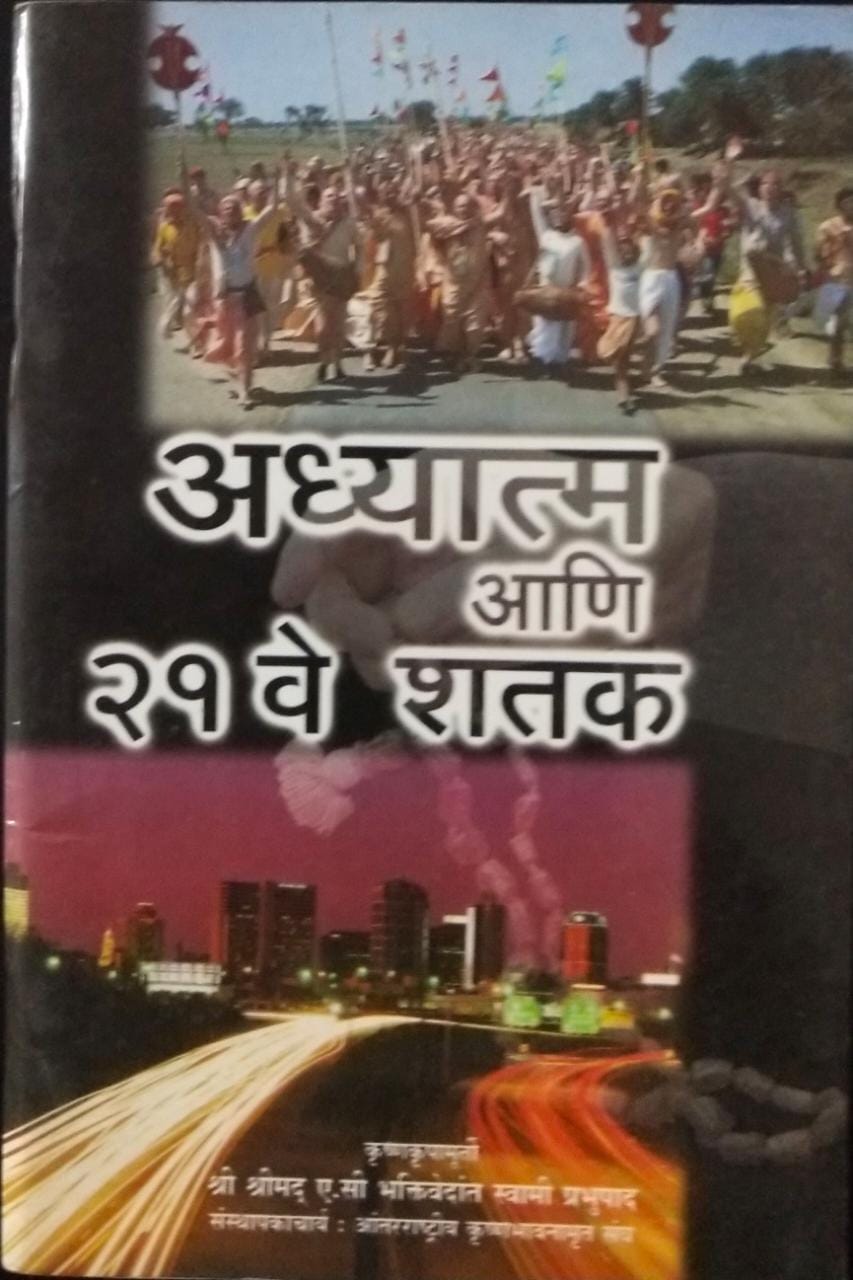 अध्यात्म
आणि
२१ वे शतक
कृष्णकृपामूर्ती
श्री श्रीमद् ए.सी भक्तिवेदांत स्वामी प्रभुपाद
संस्थापकाचार्य : आंतरराष्ट्रीय कृष्णभावनामृत संघ